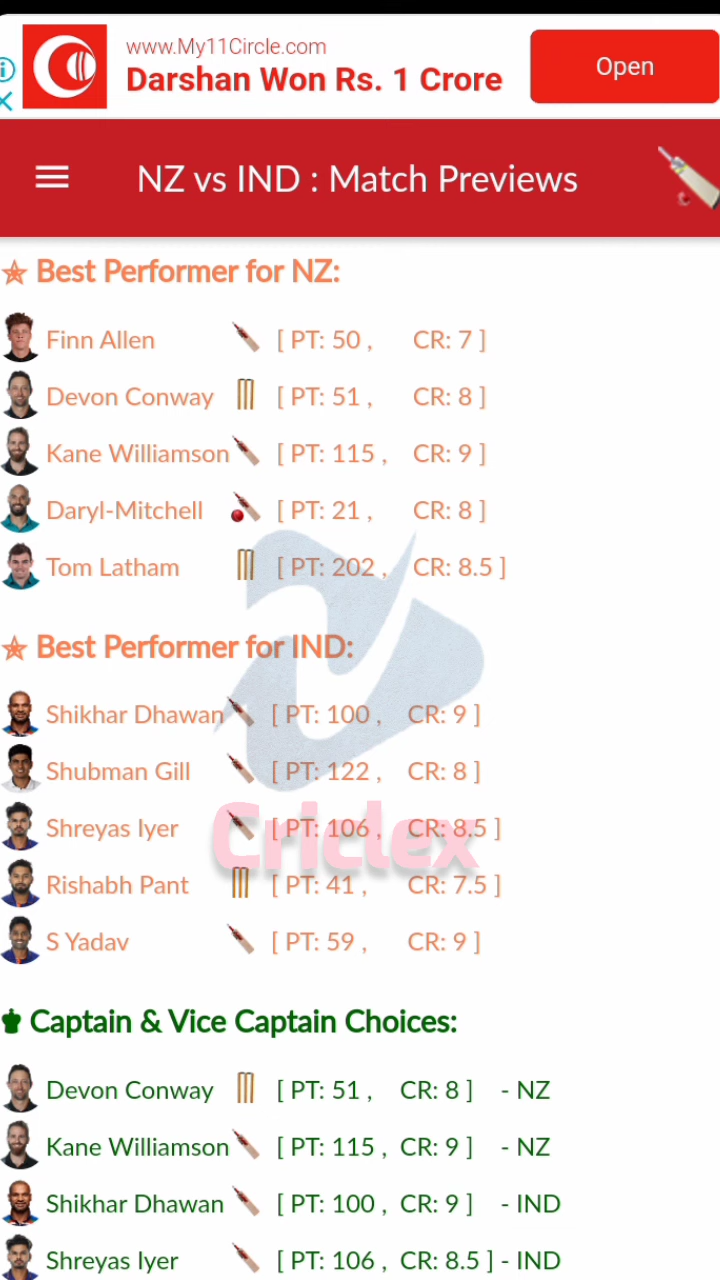 www.My11Circle.com
Darshan Won Rs. 1 Crore
Open
NZ vs IND : Match Previews
Best Performer for NZ:
Finn Allen [ PT: 50 , CR: 7 ]
Devon Conway [ PT: 51 , CR: 8 ]
Kane Williamson [ PT: 115 , CR: 9 ]
Daryl-Mitchell [ PT: 21 , CR: 8 ]
Tom Latham [ PT: 202 , CR: 8.5 ]
Best Performer for IND:
Shikhar Dhawan [ PT: 100 , CR: 9 ]
Shubman Gill [ PT: 122 , CR: 8 ]
Shreyas Iyer [ PT: 106 , CR: 8.5 ]
Criclex
Rishabh Pant [ PT: 41 , CR: 7.5 ]
S Yadav [ PT: 59 , CR: 9 ]
Captain & Vice Captain Choices:
Devon Conway [ PT: 51 , CR: 8 ] - NZ
Kane Williamson [ PT: 115 , CR: 9 ] - NZ
Shikhar Dhawan [ PT: 100 , CR: 9 ] - IND
Shreyas Iyer [ PT: 106 , CR: 8.5 ] - IND